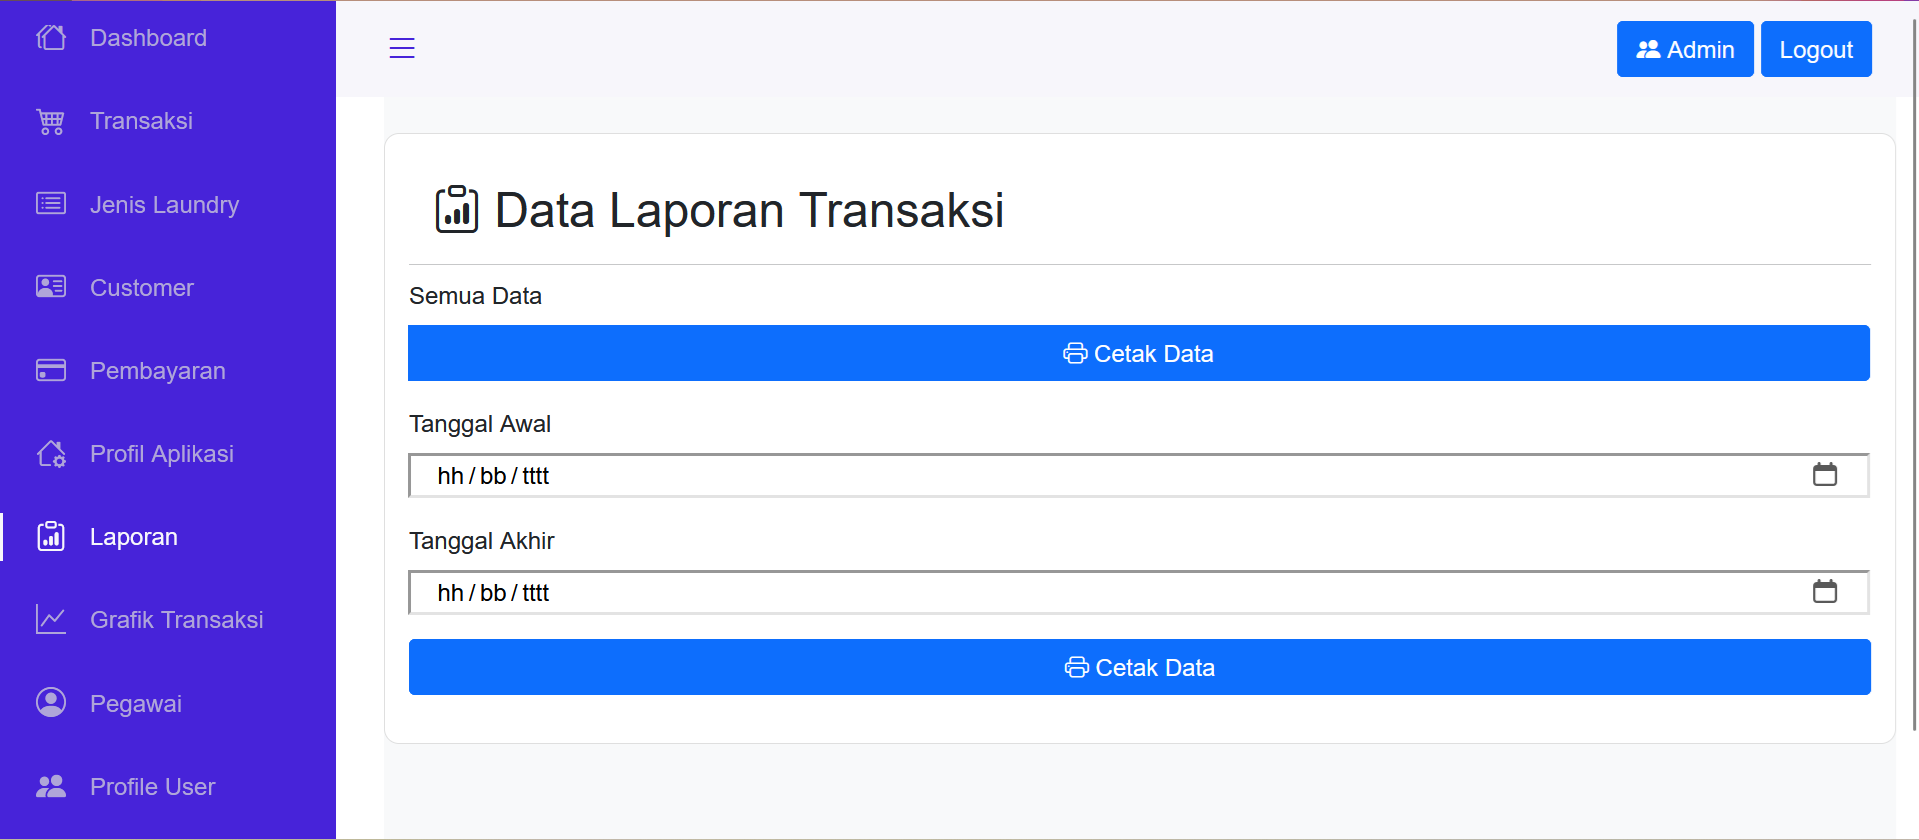 Dashboard
Transaksi
Jenis Laundry
Customer
Pembayaran
Profil Aplikasi
Laporan
Grafik Transaksi
Pegawai
Profile User
Admin
Logout
Data Laporan Transaksi
Semua Data
Cetak Data
Tanggal Awal
hh/bb/tttt
Tanggal Akhir
hh/bb/tttt
Cetak Data